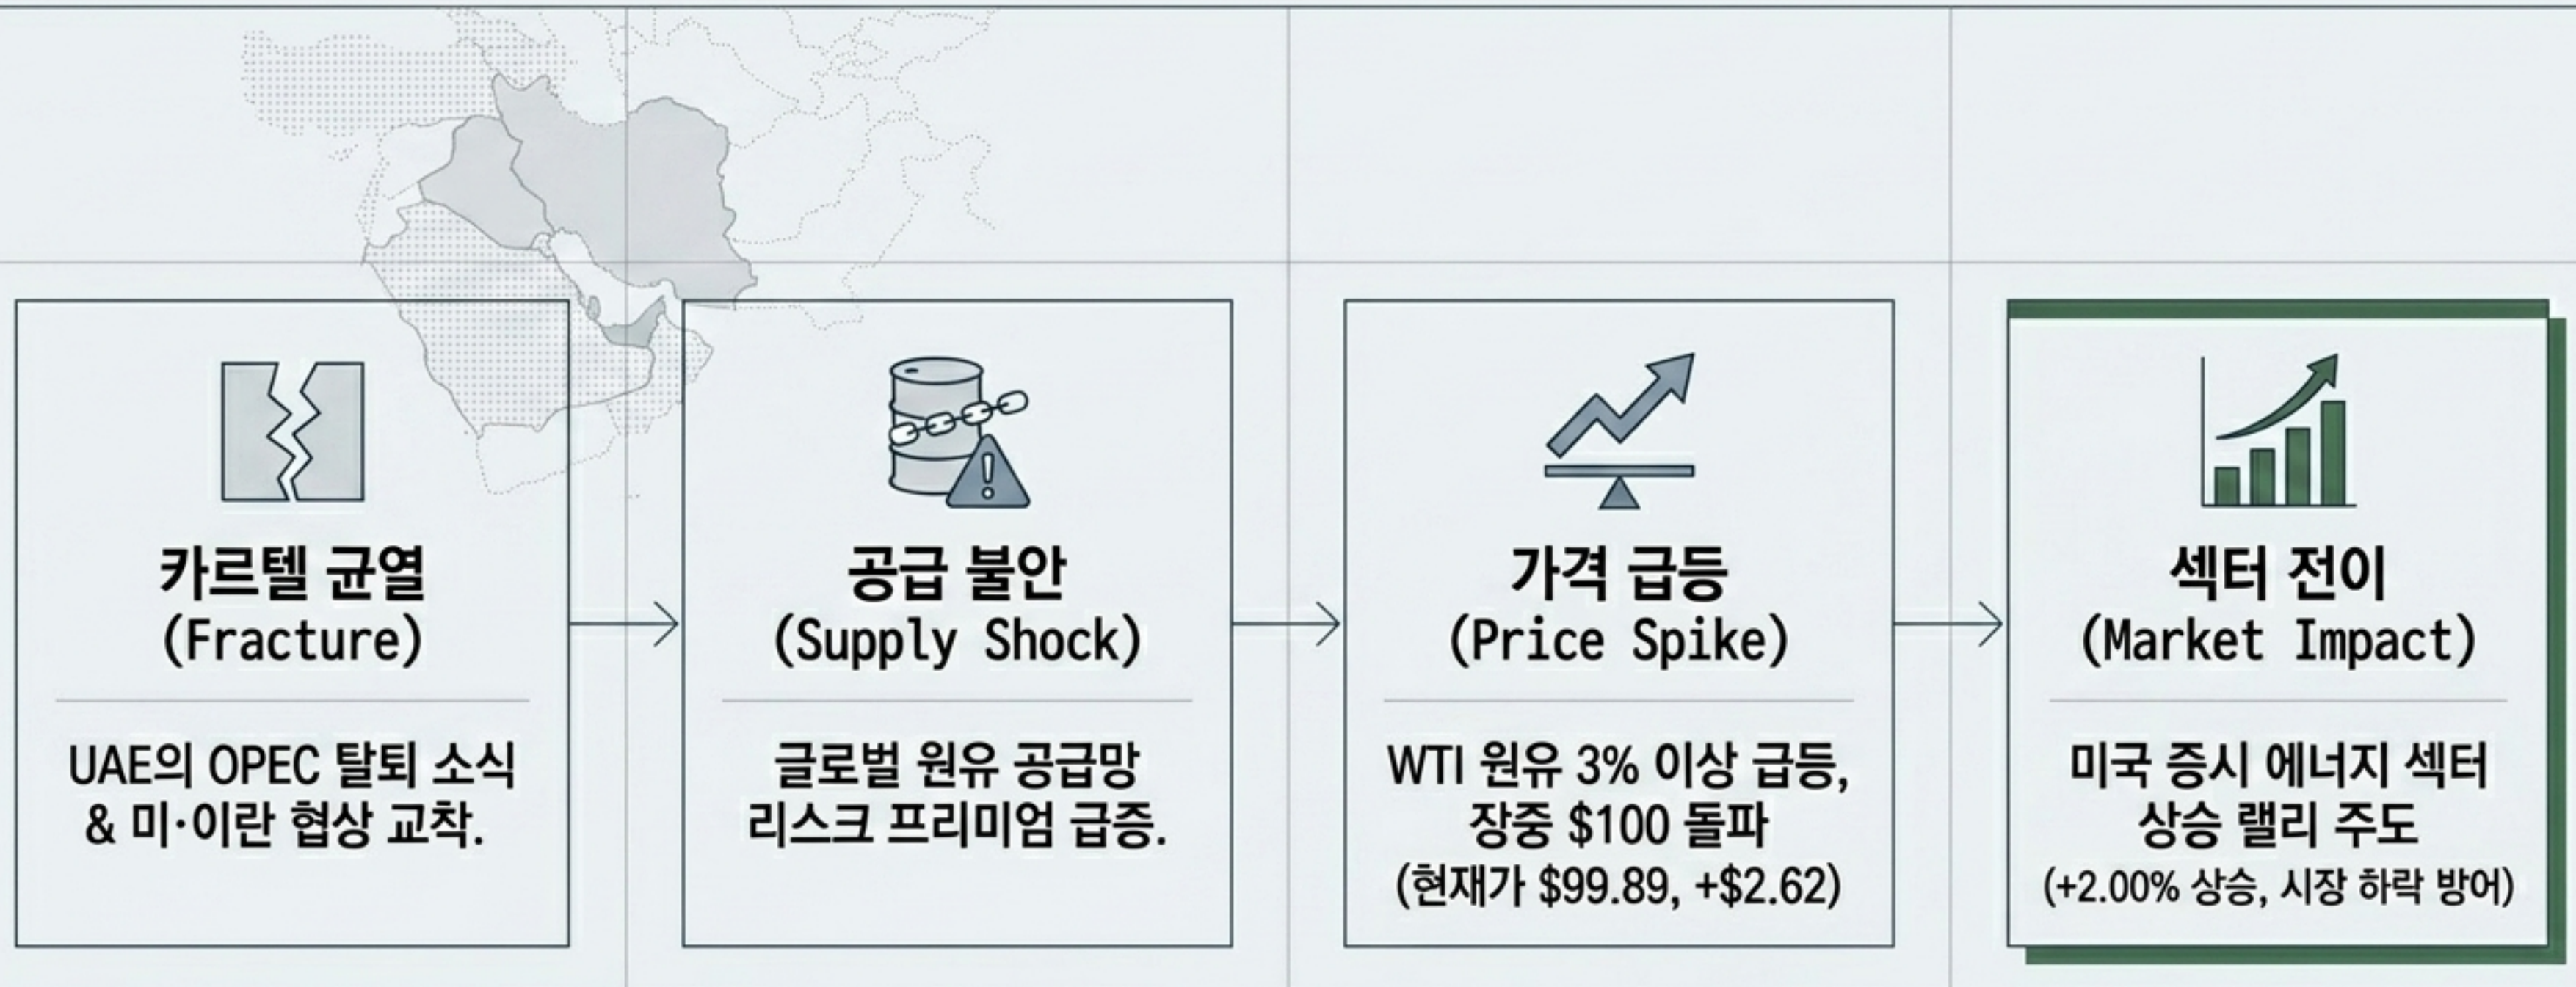 카르텔 균열
(Fracture)
UAE의 OPEC 탈퇴 소식
& 미·이란 협상 교착.
공급 불안
(Supply Shock)
글로벌 원유 공급망
리스크 프리미엄 급증.
가격 급등
(Price Spike)
WTI 원유 3% 이상 급등,
장중 $100 돌파
(현재가 $99.89, +$2.62)
섹터 전이
(Market Impact)
미국 증시 에너지 섹터
상승 랠리 주도
(+2.00% 상승, 시장 하락 방어)